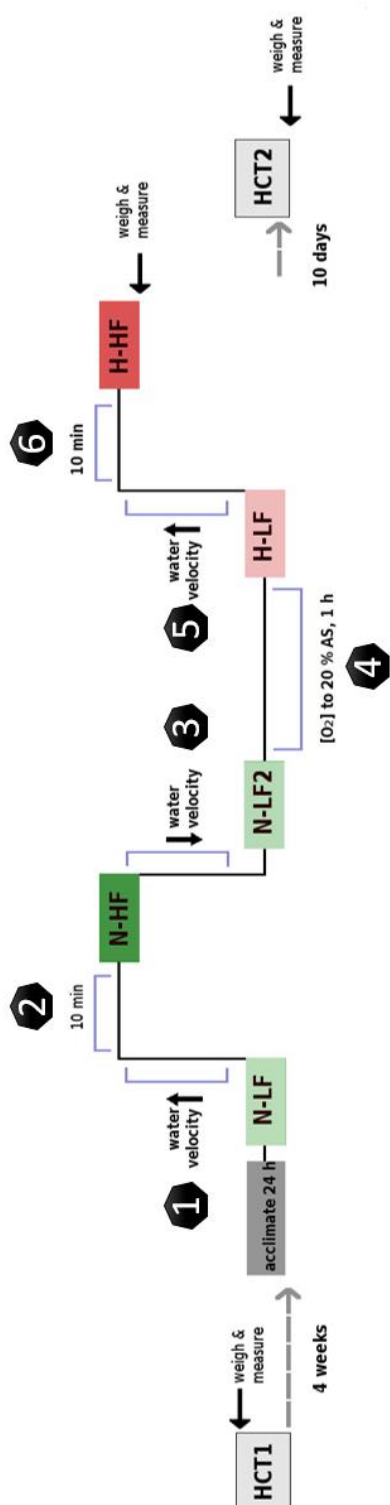 HCT1
weigh &
measure
4 weeks
acclimate 24 h
N-LF
1
water
velocity
2
10 min
N-HF
3
water
velocity
N-LF2
4
[O₂] to 20 % AS, 1 h
H-LF
5
water
velocity
6
10 min
H-HF
weigh &
measure
10 days
HCT2
weigh &
measure